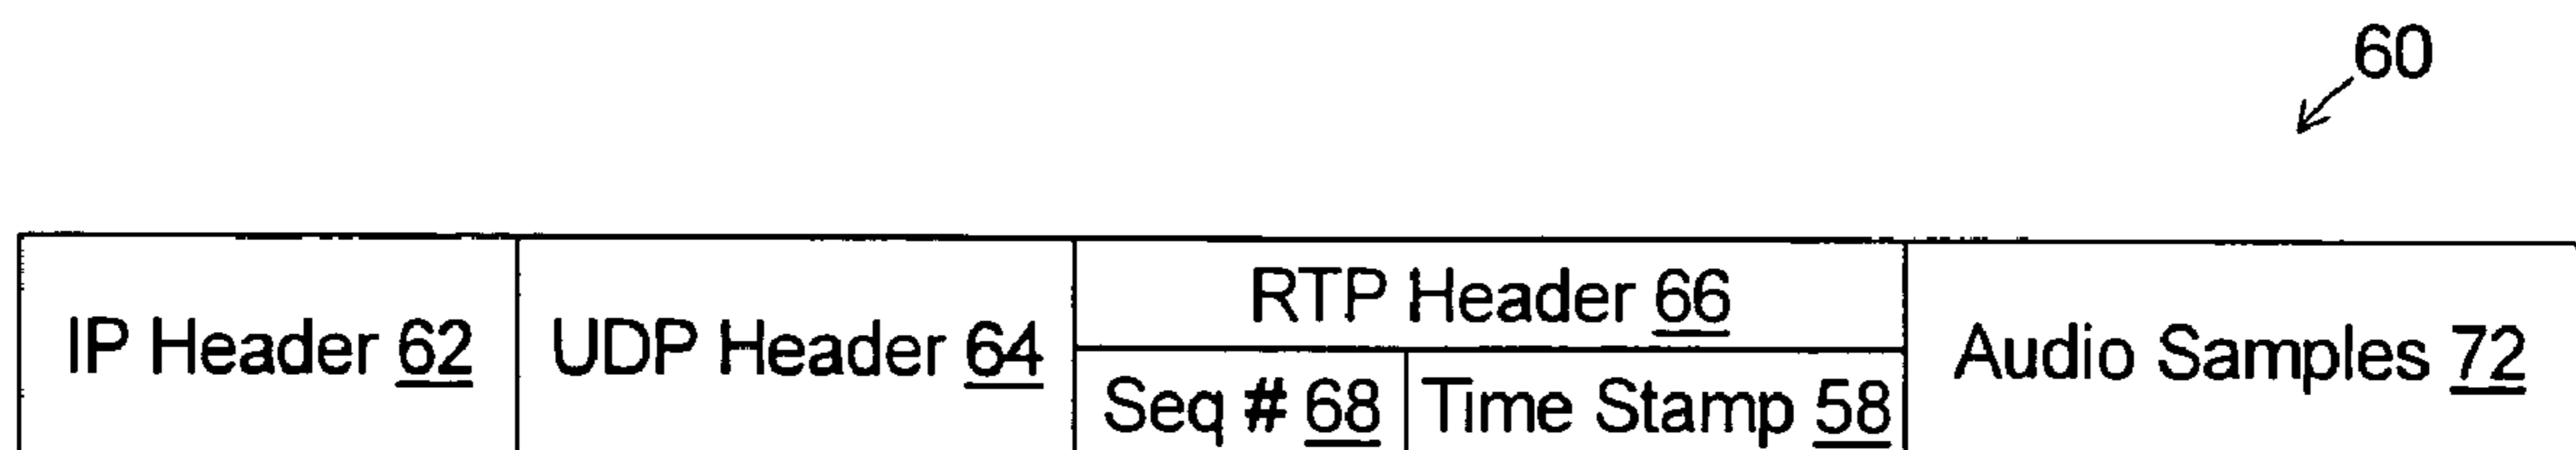 60
IP Header 62
UDP Header 64
RTP Header 66
Seq # 68
Time Stamp 58
Audio Samples 72